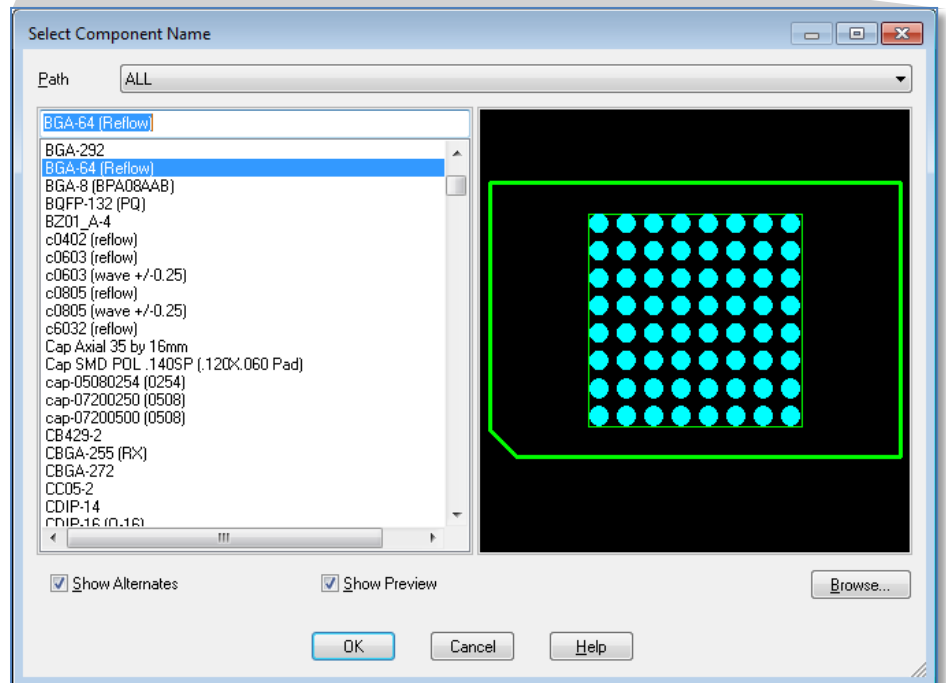 Select Component Name
Path ALL
BGA-64 (Reflow)
BGA-292
BGA-64 (Reflow)
BGA-8 (BPA08AAB)
BQFP-132 (PQ)
BZ01_A-4
c0402 (reflow)
c0603 (reflow)
c0603 (wave +/-0.25)
c0805 (reflow)
c0805 (wave +/-0.25)
c6032 (reflow)
Cap Axial 35 by 16mm
Cap SMD POL .140SP (.120X.060 Pad)
cap-05080254 (0254)
cap-07200250 (0508)
cap-07200500 (0508)
CB429-2
CBGA-255 (RX)
CBGA-272
CC05-2
CDIP-14
CDIP-16 (Q-16)
Show Alternates Show Preview Browse...
OK Cancel Help